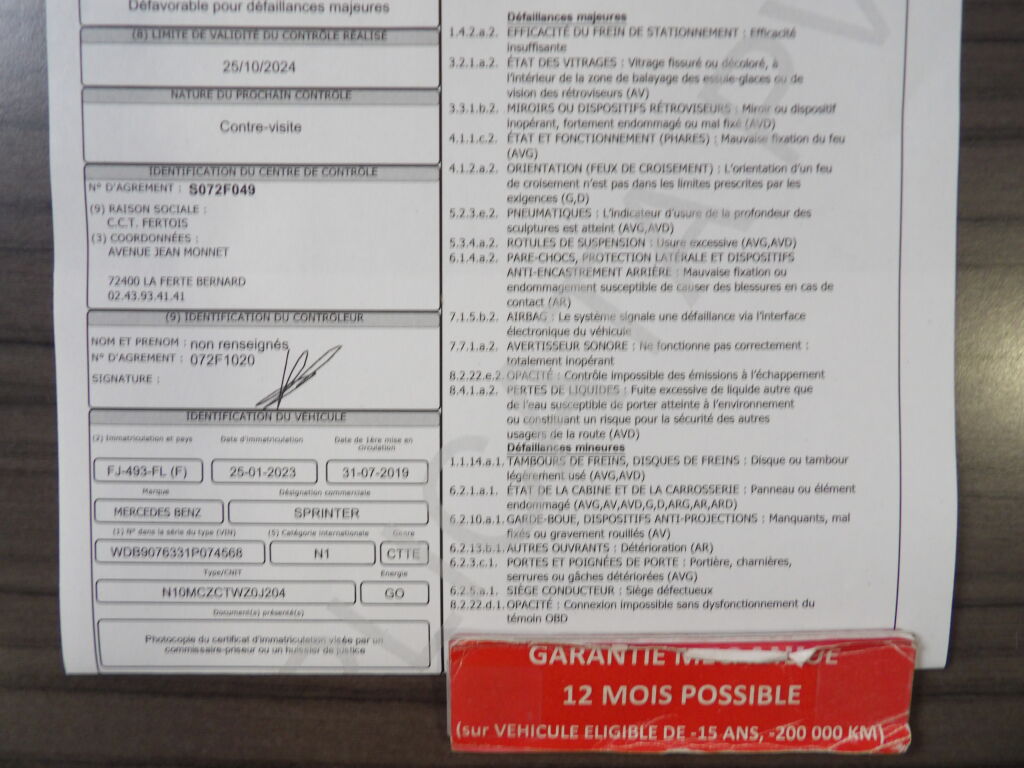 Défavorable pour défaillances majeures
(8) LIMITE DE VALIDITÉ DU CONTRÔLE RÉALISÉ
25/10/2024
NATURE DU PROCHAIN CONTRÔLE
Contre-visite
IDENTIFICATION DU CENTRE DE CONTRÔLE
N° D'AGRÉMENT : S072F049
(9) RAISON SOCIALE :
C.C.T. FERTOIS
(3) COORDONNÉES :
AVENUE JEAN MONNET
72400 LA FERTE BERNARD
02.43.93.41.41
(9) IDENTIFICATION DU CONTRÔLEUR
NOM ET PRÉNOM : non renseignés
N° D'AGRÉMENT : 072F1020
SIGNATURE :
IDENTIFICATION DU VÉHICULE
(2) Immatriculation et pays
Date d'immatriculation
Date de 1ère mise en circulation
FJ-493-FL (F)
25-01-2023
31-07-2019
Marque
Désignation commerciale
MERCEDES BENZ
SPRINTER
(1) N° dans la série du type (VIN)
(5) Catégorie internationale
Genre
WDB9076331P074568
N1
CTTE
Type/CNIT
Energie
N10MCZCTWZ0J204
GO
Document(s) présenté(s)
Photocopie du certificat d'immatriculation visée par un
commissaire-priseur ou un huissier de justice
Défaillances majeures
1.4.2.a.2. EFFICACITÉ DU FREIN DE STATIONNEMENT : Efficacité
insuffisante
3.2.1.a.2. ÉTAT DES VITRAGES : Vitrage fissuré ou décoloré, à
l'intérieur de la zone de balayage des essuie-glaces ou de
vision des rétroviseurs (AV)
3.3.1.b.2. MIROIRS OU DISPOSITIFS RÉTROVISEURS : Miroir ou dispositif
inopérant, fortement endommagé ou mal fixé (AVD)
4.1.1.c.2. ÉTAT ET FONCTIONNEMENT (PHARES) : Mauvaise fixation du feu
(AVG)
4.1.2.a.2. ORIENTATION (FEUX DE CROISEMENT) : L'orientation d'un feu
de croisement n'est pas dans les limites prescrites par les
exigences (G,D)
5.2.3.e.2. PNEUMATIQUES : L'indicateur d'usure de la profondeur des
sculptures est atteint (AVG,AVD)
5.3.4.a.2. ROTULES DE SUSPENSION : Usure excessive (AVG,AVD)
6.1.4.a.2. PARE-CHOCS, PROTECTION LATÉRALE ET DISPOSITIFS
ANTI-ENCASTREMENT ARRIÈRE : Mauvaise fixation ou
endommagement susceptible de causer des blessures en cas de
contact (AR)
7.1.5.b.2. AIRBAG : Le système signale une défaillance via l'interface
électronique du véhicule
7.7.1.a.2. AVERTISSEUR SONORE : Ne fonctionne pas correctement :
totalement inopérant
8.2.22.e.2. OPACITÉ : Contrôle impossible des émissions à l'échappement
8.4.1.a.2. PERTES DE LIQUIDES : Fuite excessive de liquide autre que
de l'eau susceptible de porter atteinte à l'environnement
ou constituant un risque pour la sécurité des autres
usagers de la route (AVD)
Défaillances mineures
1.1.14.a.1. TAMBOURS DE FREINS, DISQUES DE FREINS : Disque ou tambour
légèrement usé (AVG,AVD)
6.2.1.a.1. ÉTAT DE LA CABINE ET DE LA CARROSSERIE : Panneau ou élément
endommagé (AVG,AV,AVD,G,D,ARG,AR,ARD)
6.2.10.a.1. GARDE-BOUE, DISPOSITIFS ANTI-PROJECTIONS : Manquants, mal
fixés ou gravement rouillés (AV)
6.2.13.b.1. AUTRES OUVRANTS : Détérioration (AR)
6.2.3.c.1. PORTES ET POIGNÉES DE PORTE : Portière, charnières,
serrures ou gâches détériorées (AVG)
6.2.5.a.1. SIÈGE CONDUCTEUR : Siège défectueux
8.2.22.d.1. OPACITÉ : Connexion impossible sans dysfonctionnement du
témoin OBD
GARANTIE
12 MOIS POSSIBLE
(sur VEHICULE ELIGIBLE DE -15 ANS, -200 000 KM)